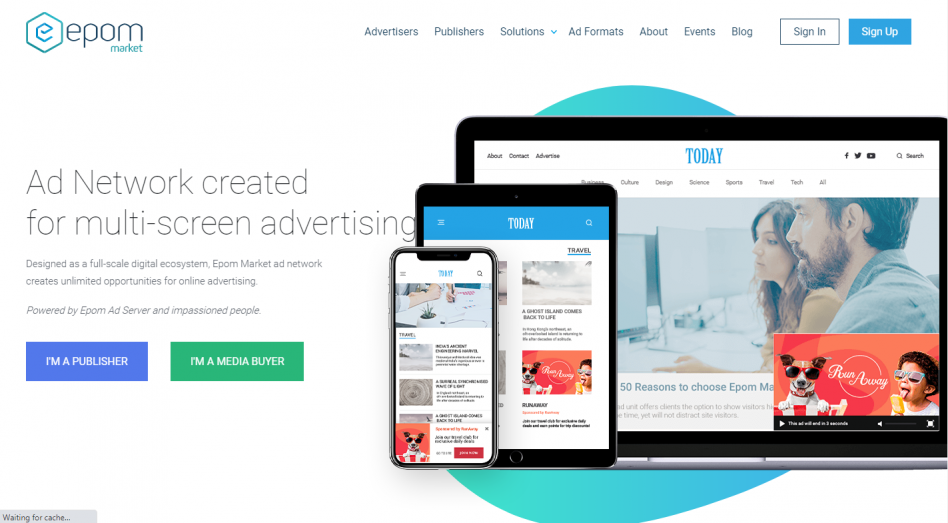 epom
market
Advertisers Publishers Solutions Ad Formats About Events Blog Sign In Sign Up
Ad Network created
for multi-screen advertising
Designed as a full-scale digital ecosystem, Epom Market ad network
creates unlimited opportunities for online advertising.
Powered by Epom Ad Server and impassioned people.
I'M A PUBLISHER I'M A MEDIA BUYER
About Contact Advertise TODAY Search
Business Culture Design Science Sports Travel Tech All
50 Reasons to choose Epom Ma
ad unit offers clients the option to show visitors
the time, yet will not distract site visitors.
Run Away
This ad will end in 3 seconds
TODAY
TRAVEL
A GHOST ISLAND COMES
BACK TO LIFE
Run Away
RUNAWAY
Sponsored by Runaway
Join our travel club for exclusive daily
deals and earn points for trip discounts!
TODAY
TRAVEL
INDIA'S ANCIENT
ENGINEERING MARVEL
A SURREAL SYNCHRONISED
WAVE OF LIGHT
A GHOST ISLAND COMES
BACK TO LIFE
Sponsored by RunAway
Join our travel club for
exclusive daily deals
JOIN NOW
Waiting for cache...